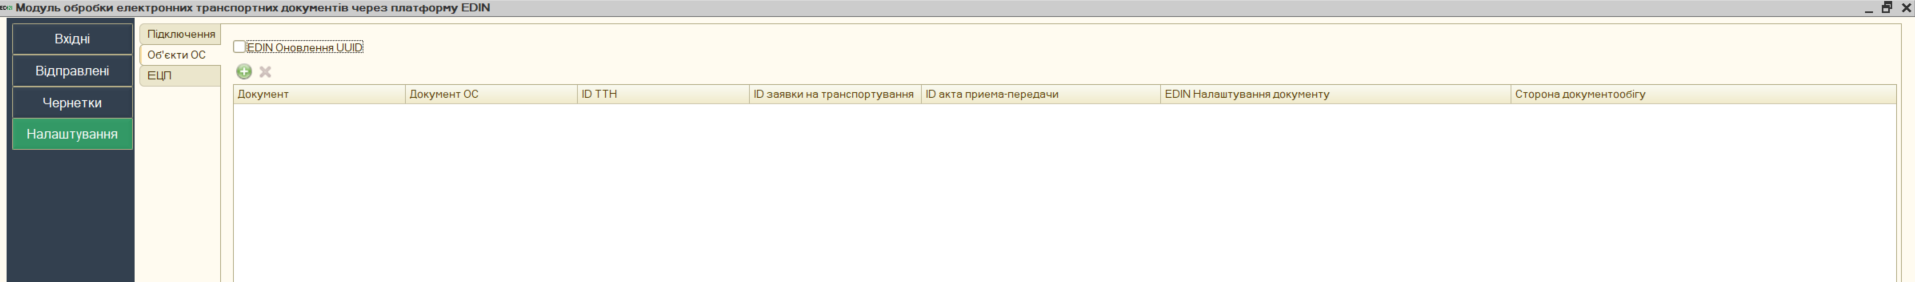 Модуль обробки електронних транспортних документів через платформу EDIN
Вхідні
Відправлені
Чернетки
Налаштування
Підключення
Об'єкти ОС
ЕЦП
EDIN Оновлення UUID
Документ
Документ ОС
ID ТТН
ID заявки на транспортування
ID акта приема-передачи
EDIN Налаштування документу
Сторона документообігу